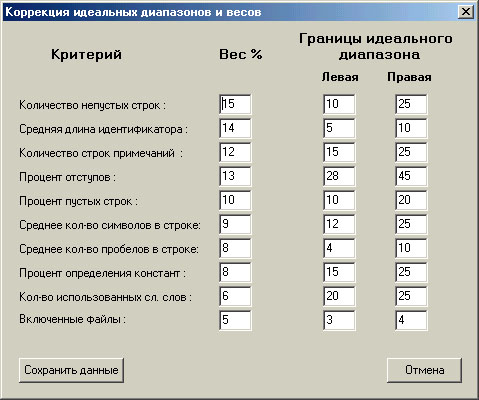 Коррекция идеальных диапазонов и весов
Критерий Вес % Границы идеального диапазона
Левая Правая
Количество непустых строк : 15 10 25
Средняя длина идентификатора : 14 5 10
Количество строк примечаний : 12 15 25
Процент отступов : 13 28 45
Процент пустых строк : 10 10 20
Среднее кол-во символов в строке: 9 12 25
Среднее кол-во пробелов в строке: 8 4 10
Процент определения констант : 8 15 25
Кол-во использованных сл. слов : 6 20 25
Включенные файлы : 5 3 4
Сохранить данные Отмена